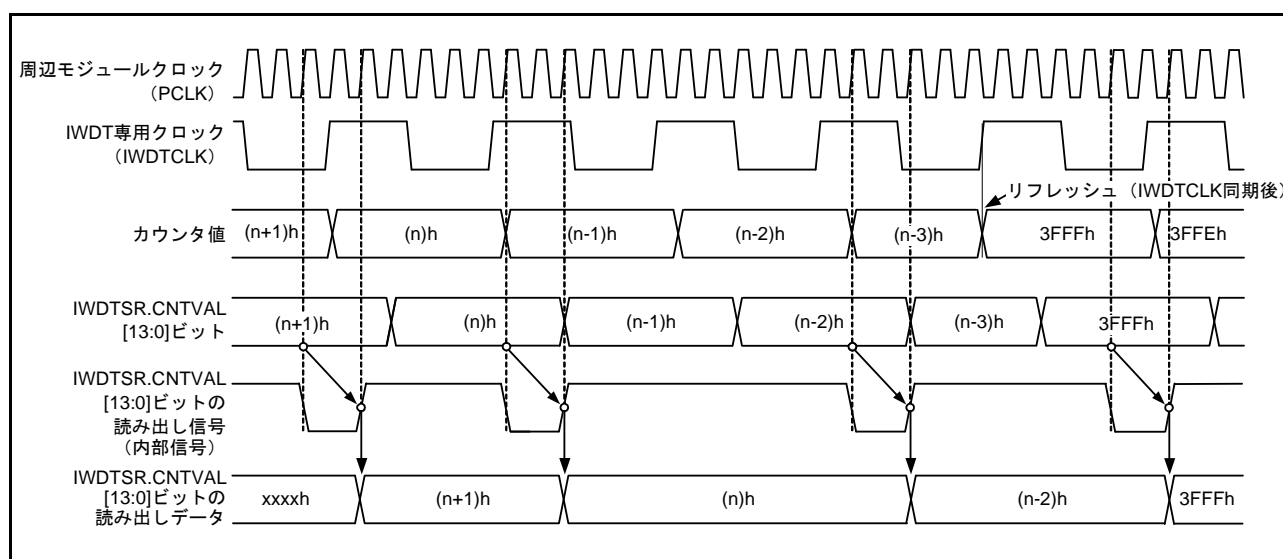 周辺モジュールクロック
（PCLK）
IWDT専用クロック
（IWDTCLK）
リフレッシュ（IWDTCLK同期後）
カウンタ値
(n+1)h
(n)h
(n-1)h
(n-2)h
(n-3)h
3FFFh
3FFEh
IWDTSR.CNTVAL
[13:0]ビット
(n+1)h
(n)h
(n-1)h
(n-2)h
(n-3)h
3FFFh
IWDTSR.CNTVAL
[13:0]ビットの
読み出し信号
（内部信号）
IWDTSR.CNTVAL
[13:0]ビットの
読み出しデータ
xxxxh
(n+1)h
(n)h
(n-2)h
3FFFh